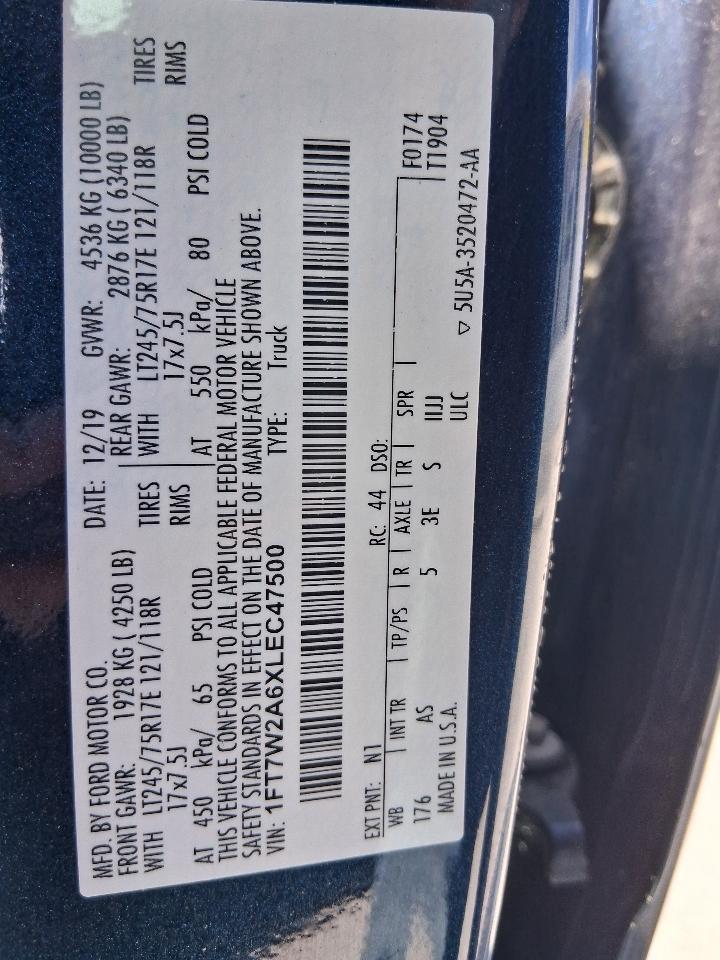 MFD. BY FORD MOTOR CO. DATE: 12/19 GVWR: 4536 KG (10000 LB)
FRONT GAWR: 1928 KG ( 4250 LB) REAR GAWR: 2876 KG ( 6340 LB)
WITH LT245/75R17E 121/118R TIRES WITH LT245/75R17E 121/118R TIRES
17x7.5J RIMS 17x7.5J RIMS
AT 450 kPa/ 65 PSI COLD AT 550 kPa/ 80 PSI COLD
THIS VEHICLE CONFORMS TO ALL APPLICABLE FEDERAL MOTOR VEHICLE
SAFETY STANDARDS IN EFFECT ON THE DATE OF MANUFACTURE SHOWN ABOVE.
VIN: 1FT7W2A6XLEC47500 TYPE: Truck
EXT PNT: N1 RC: 44 DSO: F0174
WB INT TR TP/PS R AXLE TR SPR T1904
176 AS 5 3E S IIJJ
MADE IN U.S.A. ULC ▽ 5U5A-3520472-AA